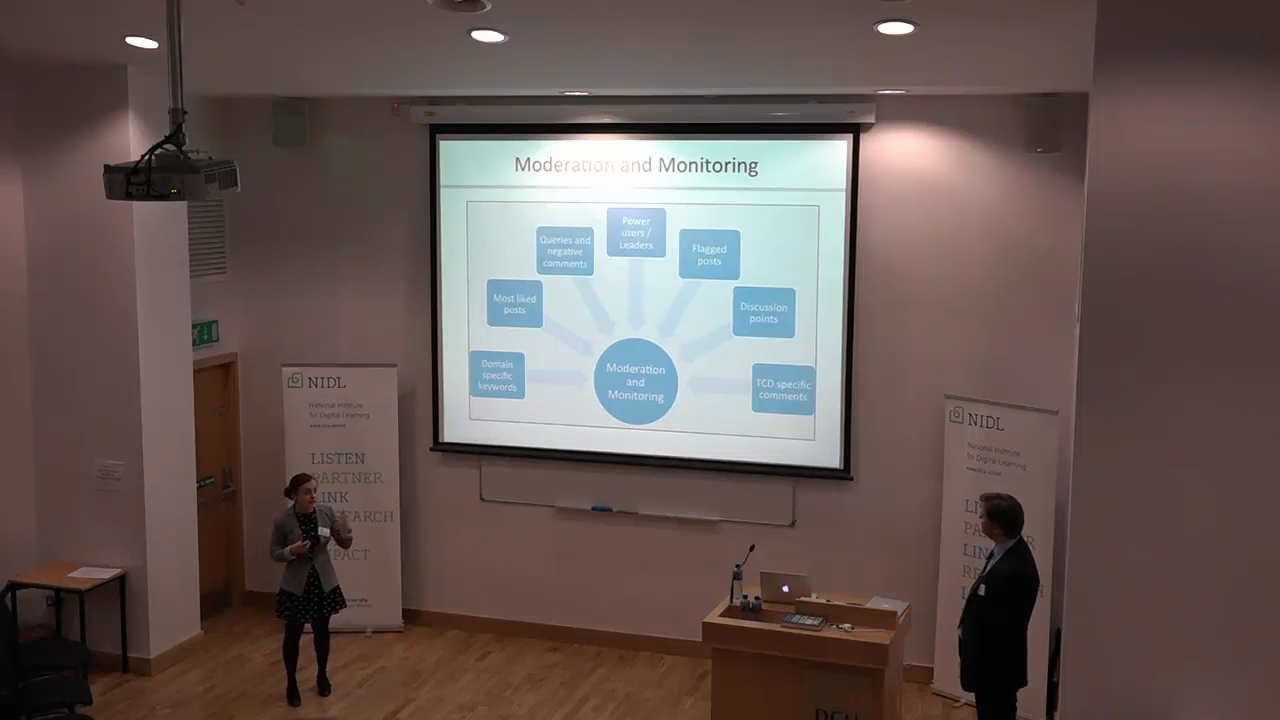 Moderation and Monitoring
Power
users /
Leaders
Queries and
negative
comments
Flagged
posts
Most liked
posts
Discussion
points
Domain
specific
keywords
Moderation
and
Monitoring
TCD specific
comments
NIDL
National Institute
for Digital Learning
LISTEN
PARTNER
LINK
RESEARCH
IMPACT
NIDL
National Institute
for Digital Learning